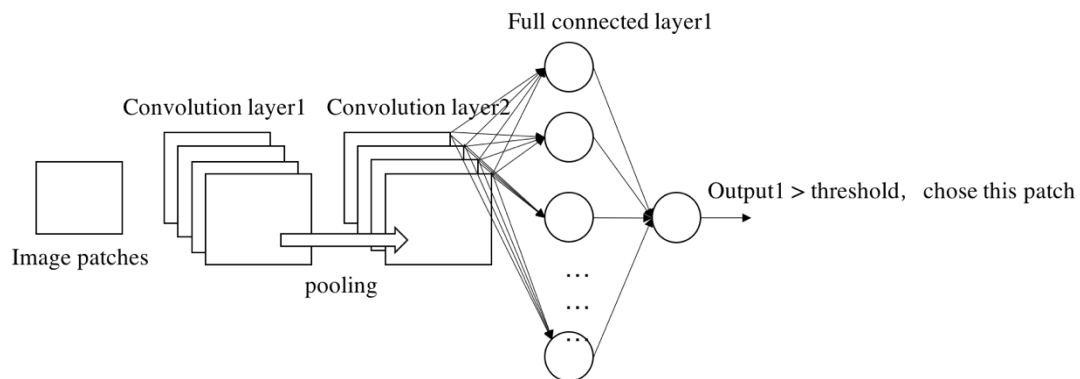 Full connected layer1
Convolution layer1
Convolution layer2
Image patches
pooling
Output1 > threshold, chose this patch
...
...
...